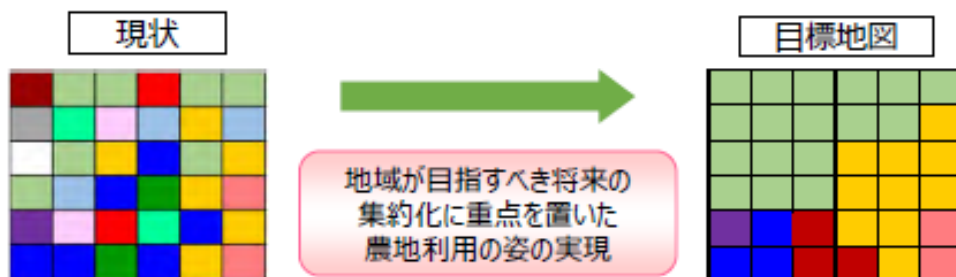 現状
目標地図
地域が目指すべき将来の
集約化に重点を置いた
農地利用の姿の実現